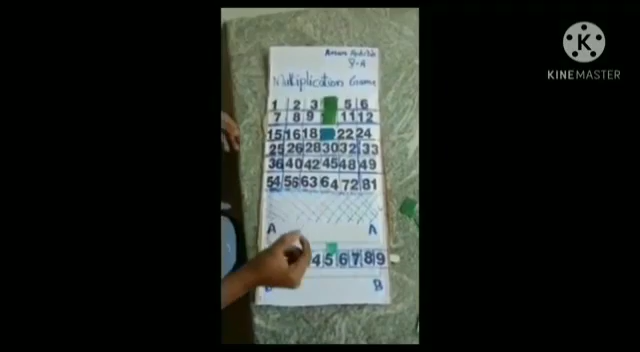 8-A
Multiplication Game
1 2 3 5 6
7 8 9 11 12
15 16 18 22 24
25 26 28 30 32 33
36 40 42 45 48 49
54 56 63 64 72 81
A A
4 5 6 7 8 9
B
K
KINEMASTER